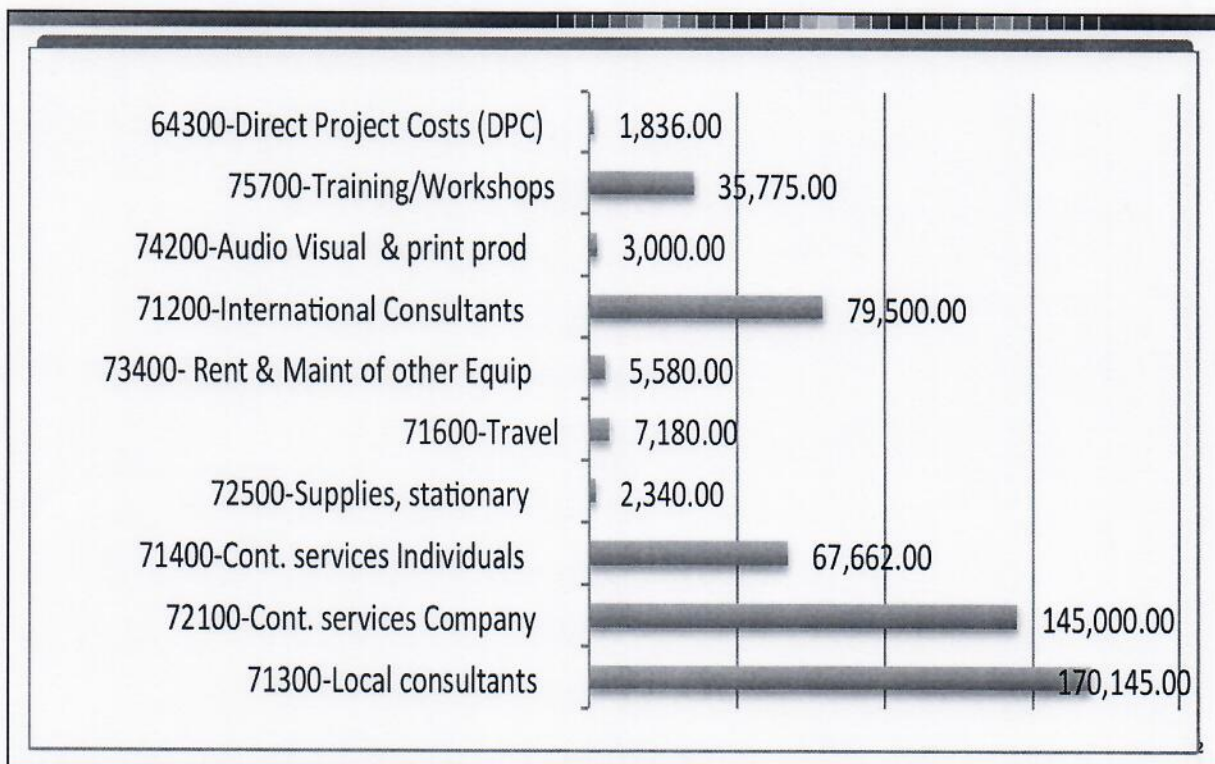 64300-Direct Project Costs (DPC) 1,836.00
75700-Training/Workshops 35,775.00
74200-Audio Visual & print prod 3,000.00
71200-International Consultants 79,500.00
73400- Rent & Maint of other Equip 5,580.00
71600-Travel 7,180.00
72500-Supplies, stationary 2,340.00
71400-Cont. services Individuals 67,662.00
72100-Cont. services Company 145,000.00
71300-Local consultants 170,145.00